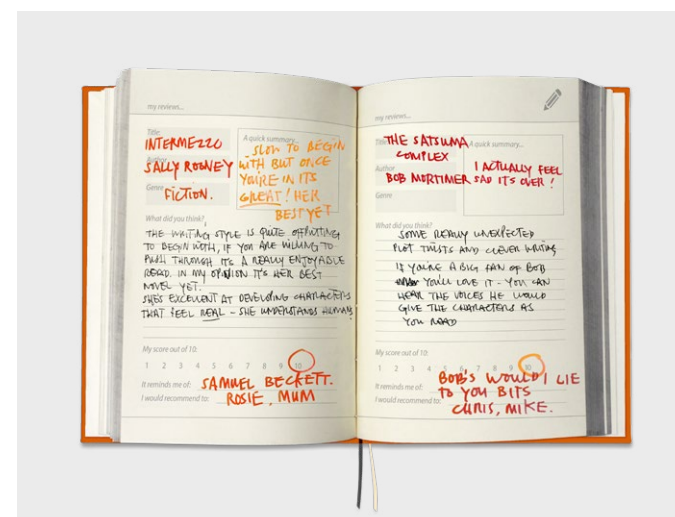 my reviews...
Title
INTERMEZZO
Author
SALLY ROONEY
Genre
FICTION.
A quick summary...
SLOW TO BEGIN
WITH BUT ONCE
YOU'RE IN ITS
GREAT! HER
BEST YET
What did you think?
THE WRITING STYLE IS QUITE OFFPUTTING
TO BEGIN WITH, IF YOU ARE WILLING TO
PUSH THROUGH ITS A REALLY ENJOYABLE
READ. IN MY OPINION IT'S HER BEST
NOVEL YET.
SHE'S EXCELLENT AT DEVELOPING CHARACTERS
THAT FEEL REAL - SHE UNDERSTANDS HUMANS
My score out of 10:
1 2 3 4 5 6 7 8 9 10
It reminds me of: SAMUEL BECKETT.
I would recommend to: ROSIE, MUM
my reviews...
Title
THE SATSUMA
COMPLEX
Author
BOB MORTIMER
Genre
A quick summary...
I ACTUALLY FEEL
SAD ITS OVER!
What did you think?
SOME REALLY UNEXPECTED
PLOT TWISTS AND CLEVER WRITING
IF YOU'RE A BIG FAN OF BOB
YOU'LL LOVE IT - YOU CAN
HEAR THE VOICES HE WOULD
GIVE THE CHARACTERS AS
YOU READ
My score out of 10:
1 2 3 4 5 6 7 8 9 10
It reminds me of: BOB'S WOULD I LIE
TO YOU BITS
I would recommend to: CHRIS, MIKE.